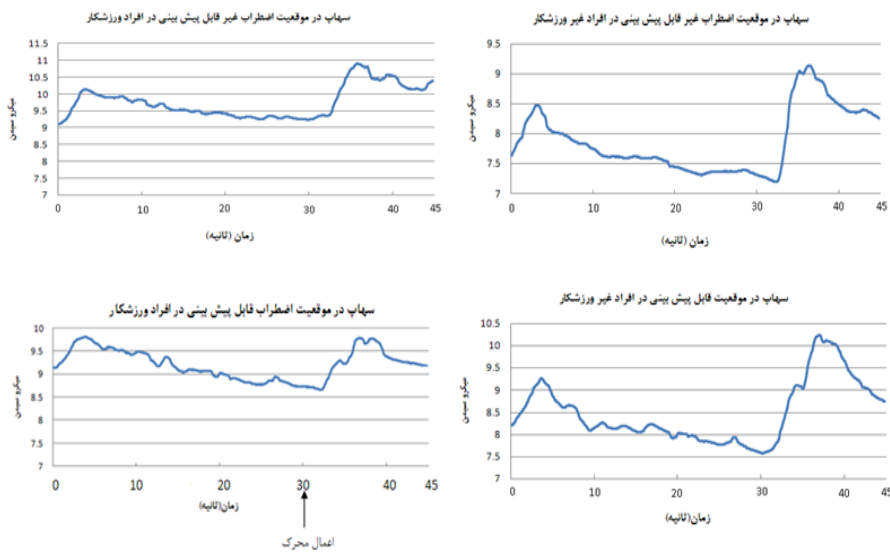 سهاپ در موقعیت اضطراب غیر قابل پیش بینی در افراد ورزشکار
11.5
11
10.5
10
9.5
9
8.5
8
7.5
7
میکرو سیمن
0 10 20 30 40 45
زمان (ثانیه)
سهاپ در موقعیت اضطراب غیر قابل پیش بینی در افراد غیر ورزشکار
9.5
9
8.5
8
7.5
7
میکرو سیمن
0 10 20 30 40 45
زمان (ثانیه)
سهاپ در موقعیت اضطراب قابل پیش بینی در افراد ورزشکار
10
9.5
9
8.5
8
7.5
7
میکرو سیمن
0 10 20 30 40 45
زمان(ثانیه)
اعمال محرک
سهاپ در موقعیت قابل پیش بینی در افراد غیر ورزشکار
10.5
10
9.5
9
8.5
8
7.5
7
میکرو سیمن
0 10 20 30 40 45
زمان(ثانیه)